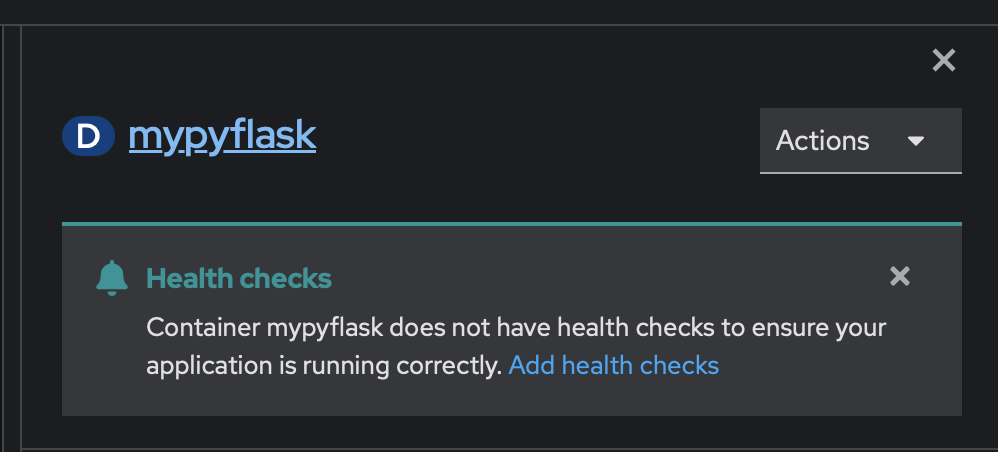 D mypyflask
Actions
Health checks
Container mypyflask does not have health checks to ensure your
application is running correctly. Add health checks